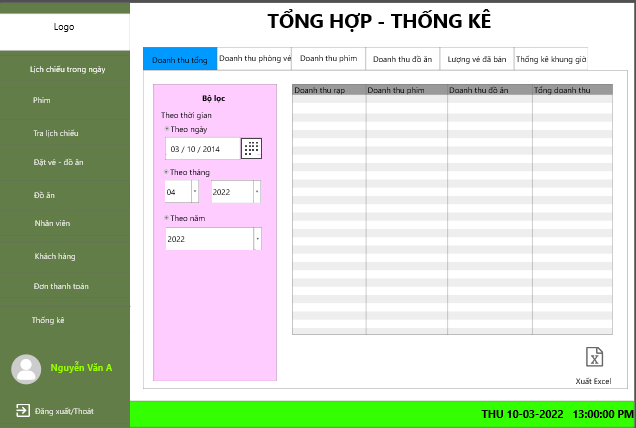 Logo
Lịch chiếu trong ngày
Phim
Tra lịch chiếu
Đặt vé - đồ ăn
Đồ ăn
Nhân viên
Khách hàng
Đơn thanh toán
Thống kê
Nguyễn Văn A
Đăng xuất/Thoát
TỔNG HỢP - THỐNG KÊ
Doanh thu tổng
Doanh thu phòng vé
Doanh thu phim
Doanh thu đồ ăn
Lượng vé đã bán
Thống kê khung giờ
Bộ lọc
Theo thời gian
Theo ngày
03 / 10 / 2014
Theo tháng
04
2022
Theo năm
2022
Doanh thu rạp
Doanh thu phim
Doanh thu đồ ăn
Tổng doanh thu
X
Xuất Excel
THU 10-03-2022 13:00:00 PM